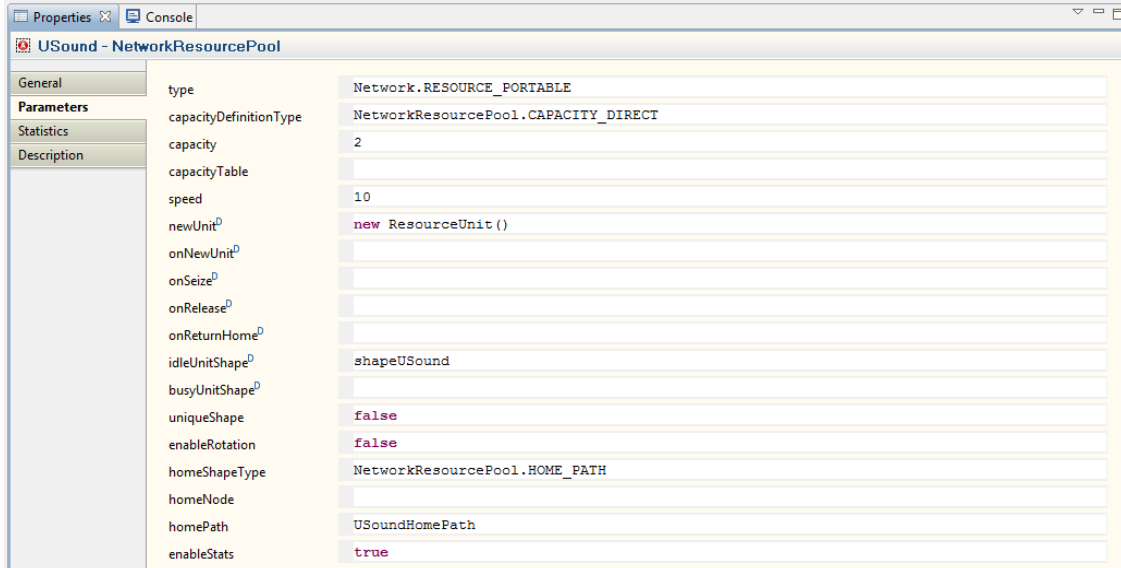 Properties Console
USound - NetworkResourcePool
General
Parameters
Statistics
Description
type Network.RESOURCE_PORTABLE
capacityDefinitionType NetworkResourcePool.CAPACITY_DIRECT
capacity 2
capacityTable
speed 10
newUnitD new ResourceUnit()
onNewUnitD
onSeizeD
onReleaseD
onReturnHomeD
idleUnitShapeD shapeUSound
busyUnitShapeD
uniqueShape false
enableRotation false
homeShapeType NetworkResourcePool.HOME_PATH
homeNode
homePath USoundHomePath
enableStats true